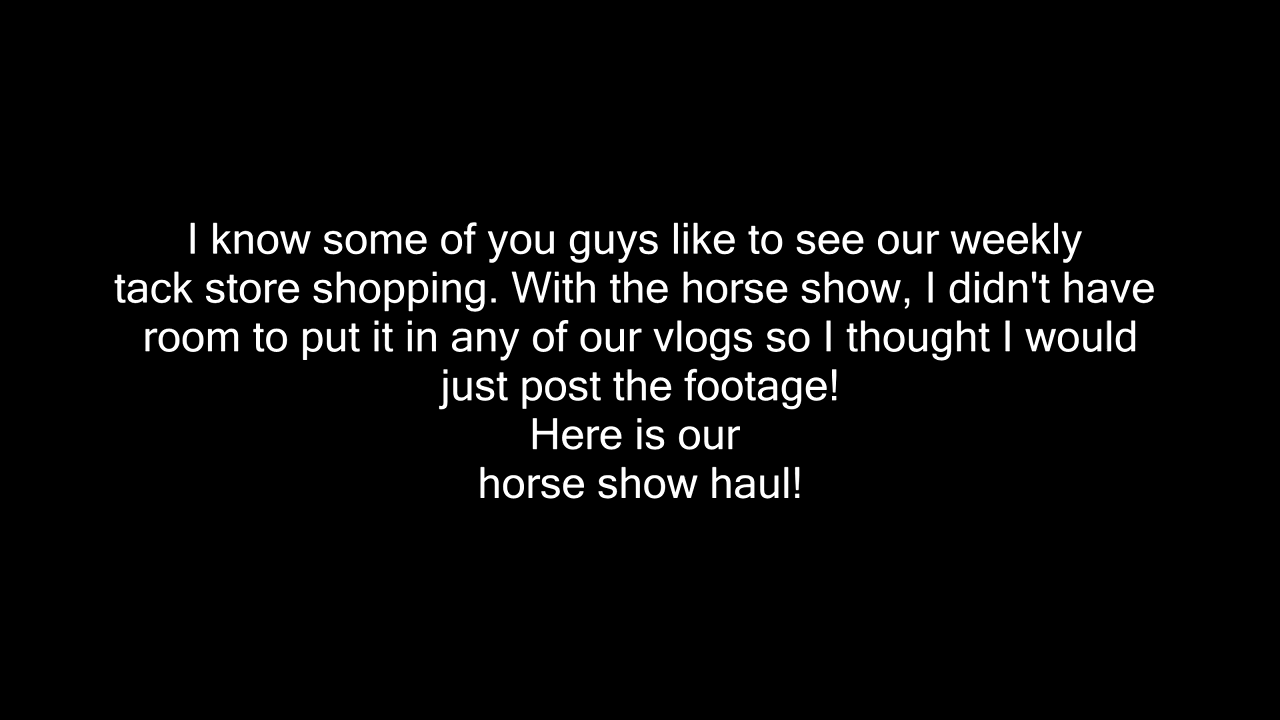 I know some of you guys like to see our weekly
tack store shopping. With the horse show, I didn't have
room to put it in any of our vlogs so I thought I would
just post the footage!
Here is our
horse show haul!